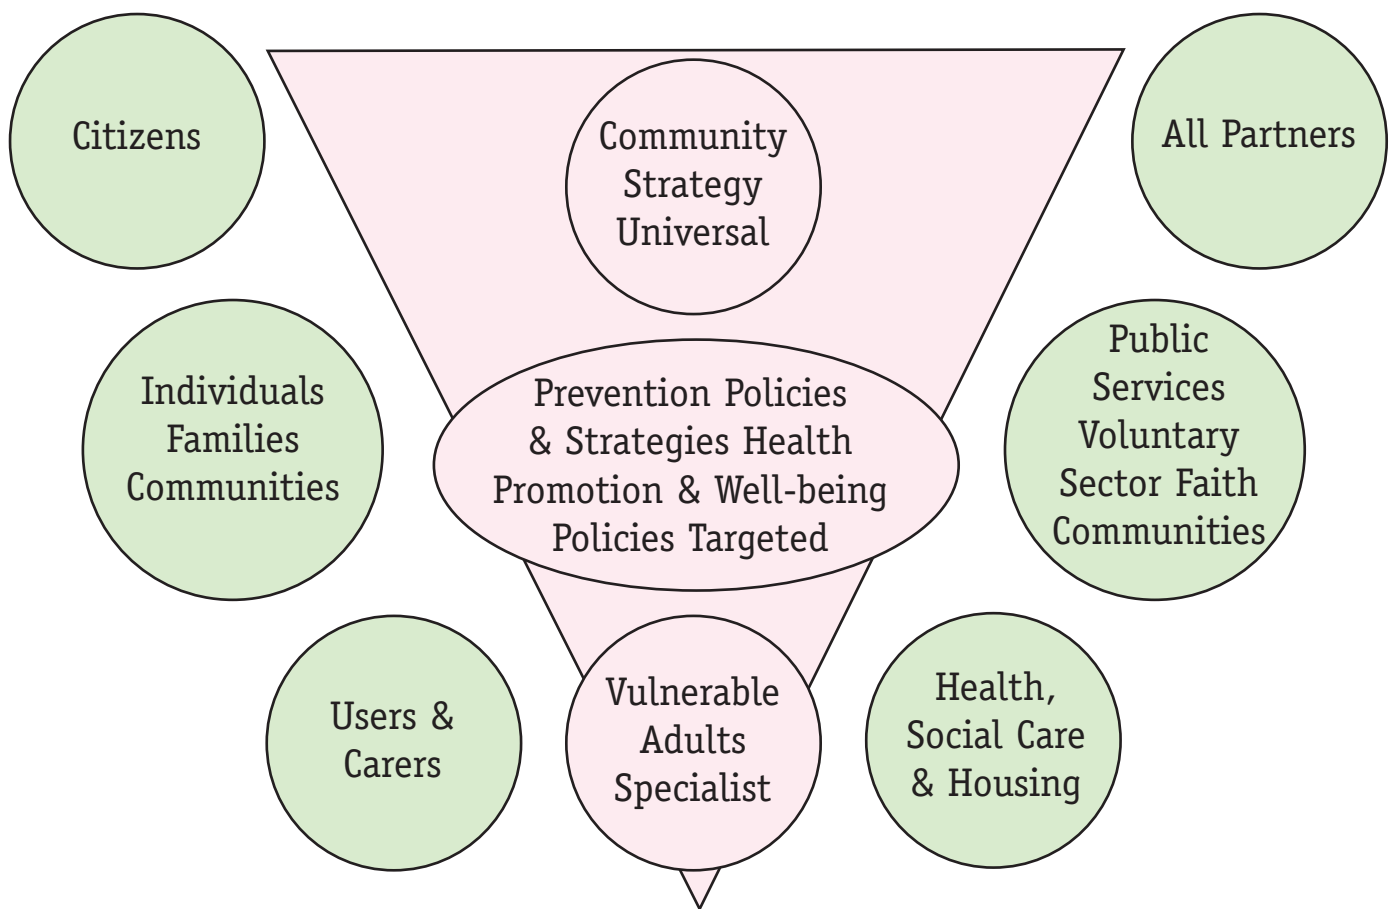 Citizens
Community
Strategy
Universal
All Partners
Individuals
Families
Communities
Prevention Policies
& Strategies Health
Promotion & Well-being
Policies Targeted
Public
Services
Voluntary
Sector Faith
Communities
Users &
Carers
Vulnerable
Adults
Specialist
Health,
Social Care
& Housing